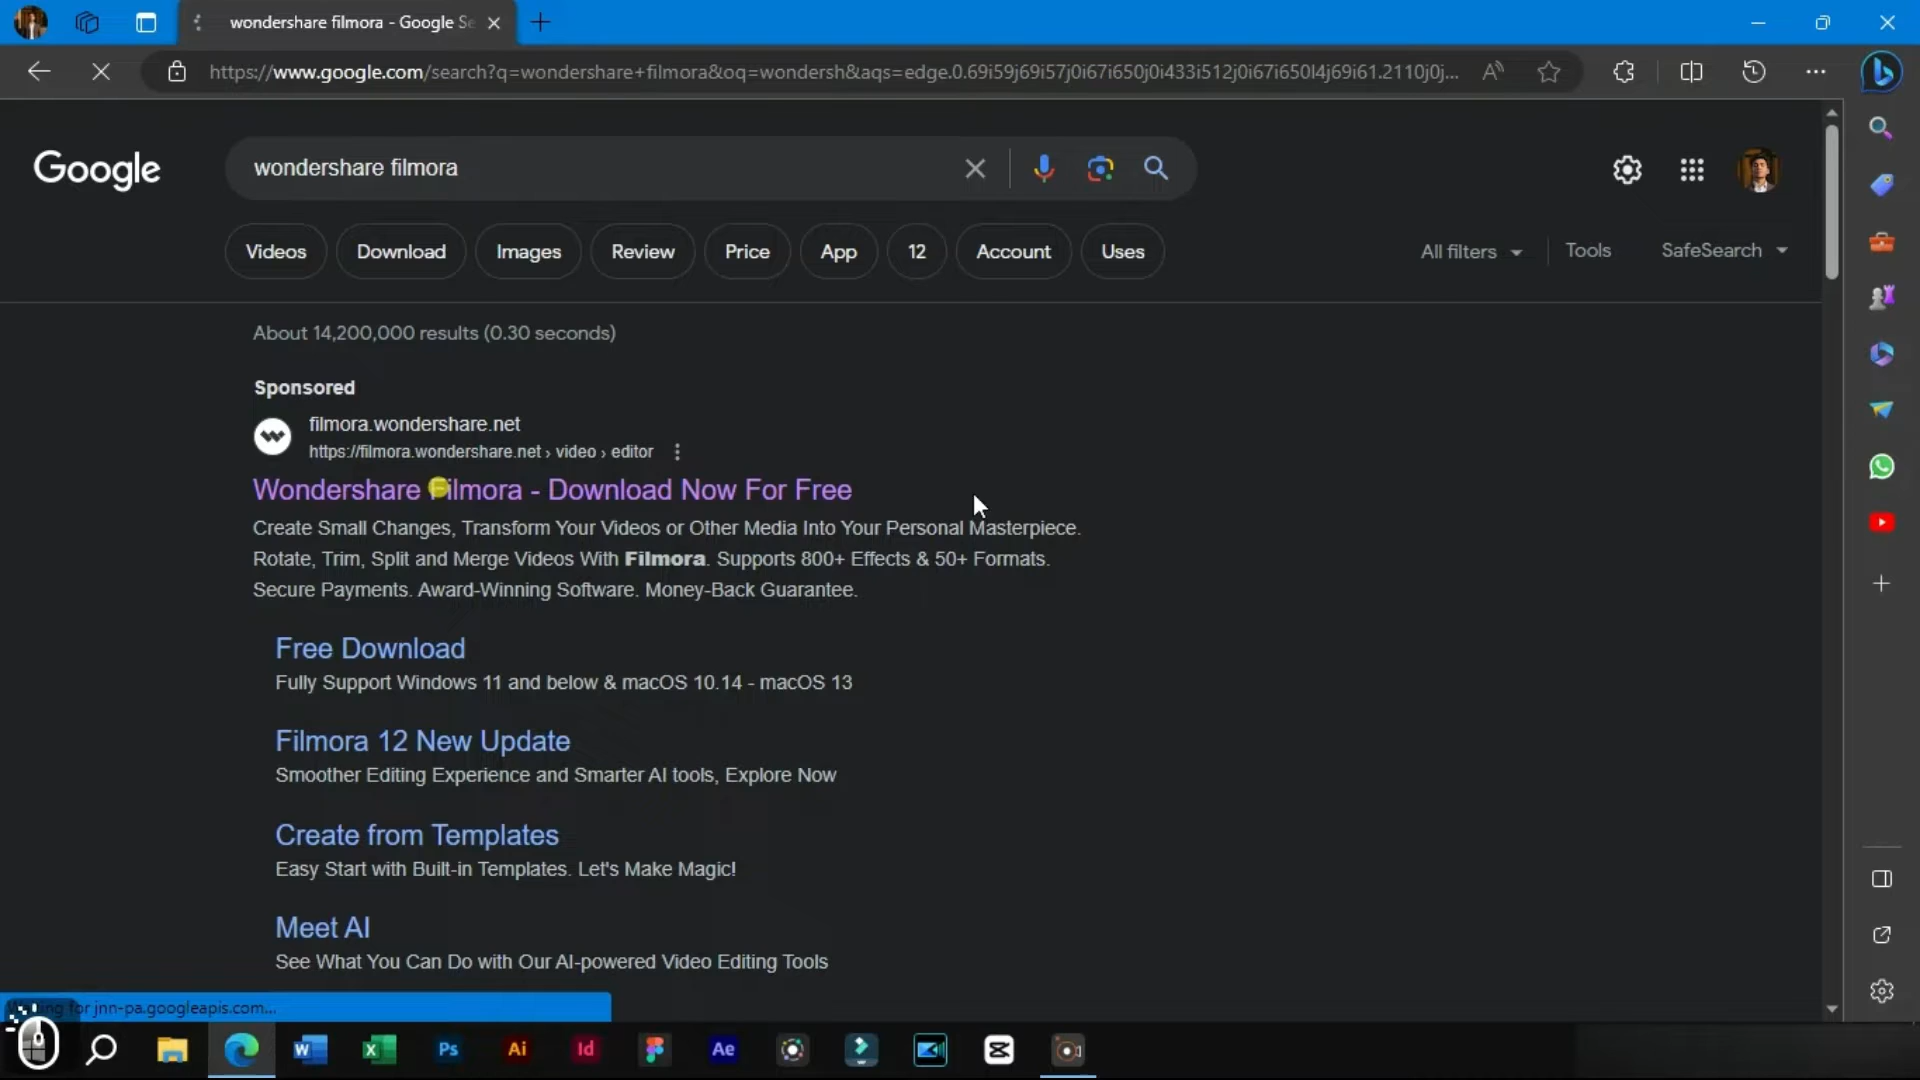 wondershare filmora - Google Se
https://www.google.com/search?q=wondershare+filmora&oq=wondersh&aqs=edge.0.69i59j69i57j0i67i650j0i433i512j0i67i650l4j69i61.2110j0j...
Google
wondershare filmora
Videos
Download
Images
Review
Price
App
12
Account
Uses
All filters
Tools
SafeSearch
About 14,200,000 results (0.30 seconds)
Sponsored
filmora.wondershare.net
https://filmora.wondershare.net › video › editor
Wondershare Filmora - Download Now For Free
Create Small Changes, Transform Your Videos or Other Media Into Your Personal Masterpiece.
Rotate, Trim, Split and Merge Videos With Filmora. Supports 800+ Effects & 50+ Formats.
Secure Payments. Award-Winning Software. Money-Back Guarantee.
Free Download
Fully Support Windows 11 and below & macOS 10.14 - macOS 13
Filmora 12 New Update
Smoother Editing Experience and Smarter AI tools, Explore Now
Create from Templates
Easy Start with Built-in Templates. Let's Make Magic!
Meet AI
See What You Can Do with Our AI-powered Video Editing Tools
for jnn-pa.googleapis.com...
Ps
Ai
Id
Ae